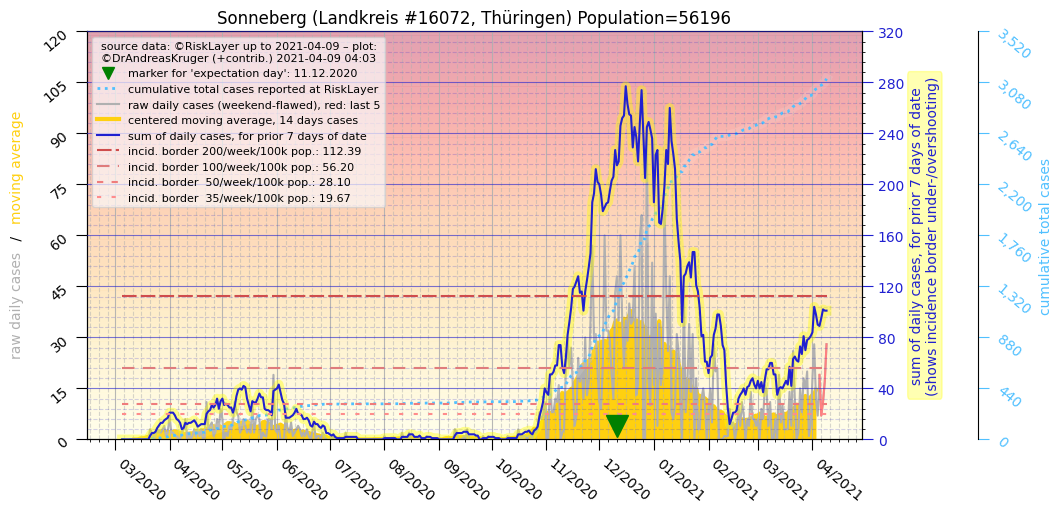 Sonneberg (Landkreis #16072, Thüringen) Population=56196
source data: ©RiskLayer up to 2021-04-09 – plot:
©DrAndreasKruger (+contrib.) 2021-04-09 04:03
marker for 'expectation day': 11.12.2020
cumulative total cases reported at RiskLayer
raw daily cases (weekend-flawed), red: last 5
centered moving average, 14 days cases
sum of daily cases, for prior 7 days of date
incid. border 200/week/100k pop.: 112.39
incid. border 100/week/100k pop.: 56.20
incid. border  50/week/100k pop.: 28.10
incid. border  35/week/100k pop.: 19.67
raw daily cases / moving average
120
105
90
75
60
45
30
15
0
03/2020
04/2020
05/2020
06/2020
07/2020
08/2020
09/2020
10/2020
11/2020
12/2020
01/2021
02/2021
03/2021
04/2021
320
280
240
200
160
120
80
40
0
sum of daily cases, for prior 7 days of date
(shows incidence border under-/overshooting)
3,520
3,080
2,640
2,200
1,760
1,320
880
440
0
cumulative total cases